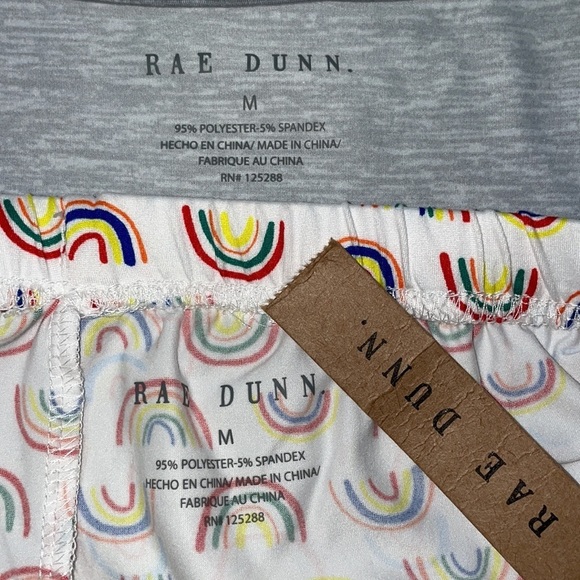 RAE DUNN.
M
95% POLYESTER-5% SPANDEX
HECHO EN CHINA/ MADE IN CHINA/
FABRIQUE AU CHINA
RN# 125288
RAE DUNN.
M
95% POLYESTER-5% SPANDEX
HECHO EN CHINA/ MADE IN CHINA/
FABRIQUE AU CHINA
RN# 125288
RAE DUNN.